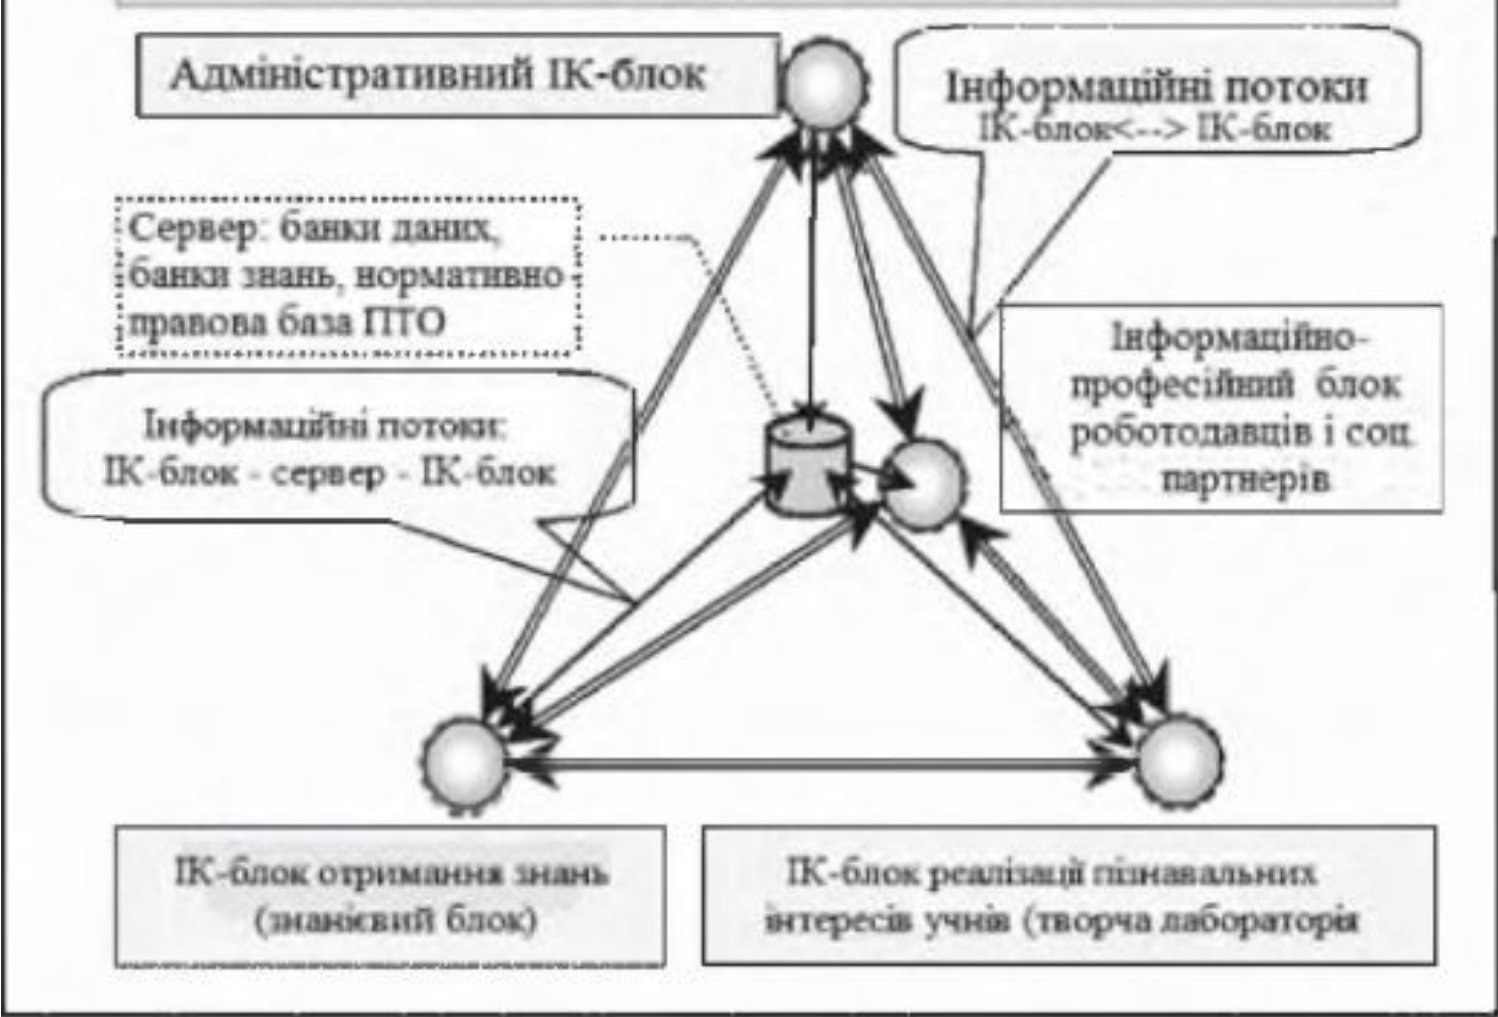 Адміністративний ІК-блок
Інформаційні потоки
ІК-блок<--> ІК-блок
Сервер: банки даних,
банки знань, нормативно-
правова база ПТО
Інформаційно-
професійний блок
роботодавців і соц.
партнерів
Інформаційні потоки:
ІК-блок - сервер - ІК-блок
ІК-блок отримання знань
(знанієвий блок)
ІК-блок реалізації пізнавальних
інтересів учнів (творча лабораторія